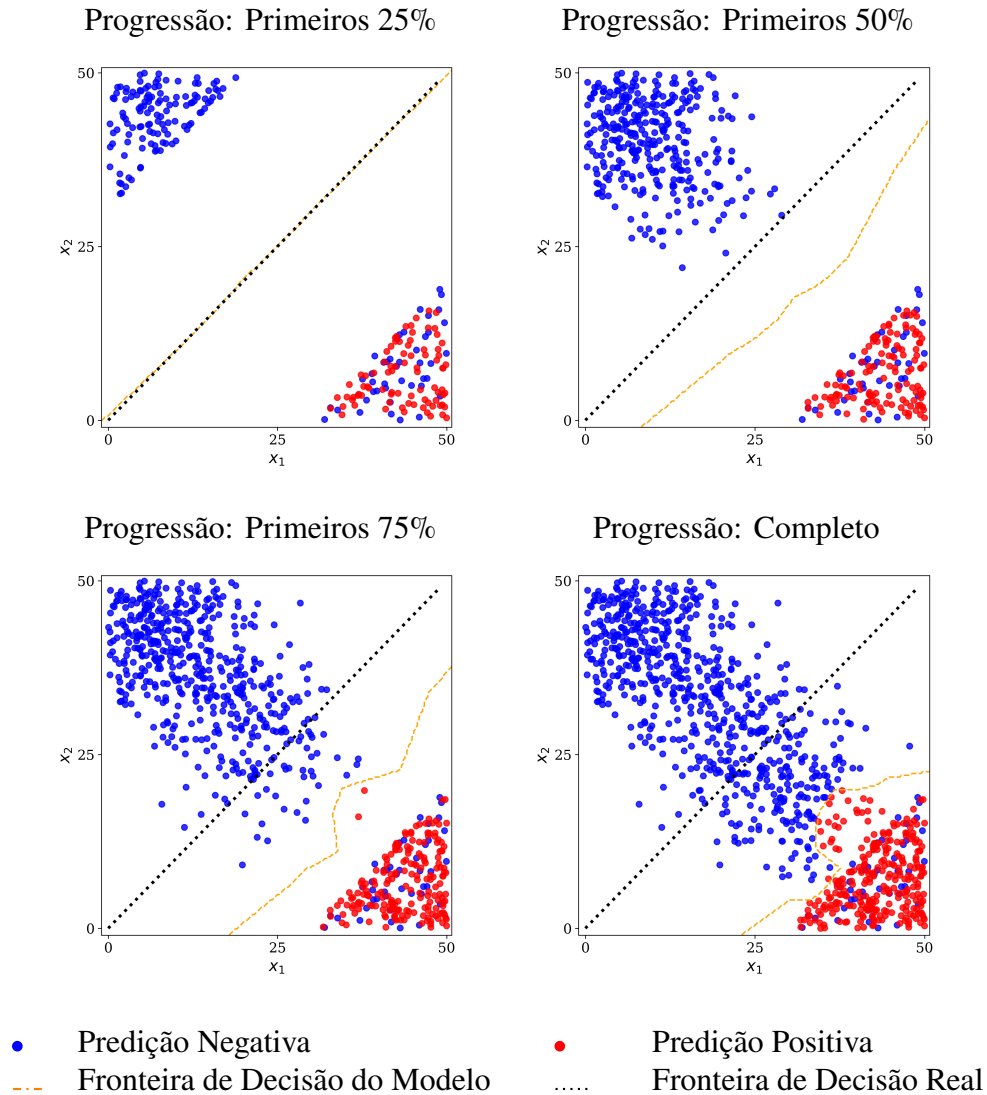 Progressão: Primeiros 25%
Progressão: Primeiros 50%
50
25
0
x₂
0
25
50
x₁
50
25
0
x₂
0
25
50
x₁
Progressão: Primeiros 75%
Progressão: Completo
50
25
0
x₂
0
25
50
x₁
50
25
0
x₂
0
25
50
x₁
Predição Negativa
Predição Positiva
Fronteira de Decisão do Modelo
Fronteira de Decisão Real